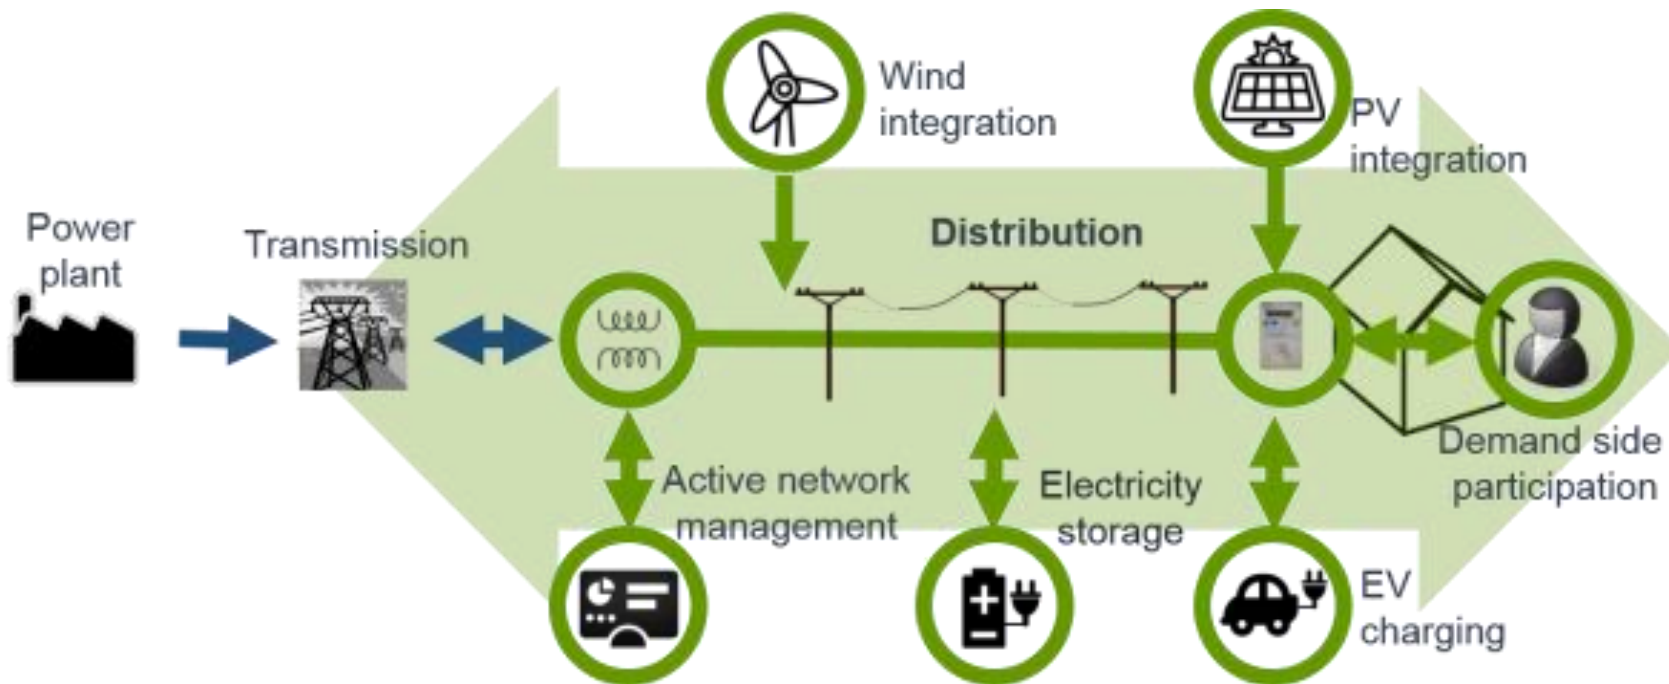 Wind
integration
PV
integration
Power
plant
Transmission
Distribution
Active network
management
Electricity
storage
Demand side
participation
EV
charging